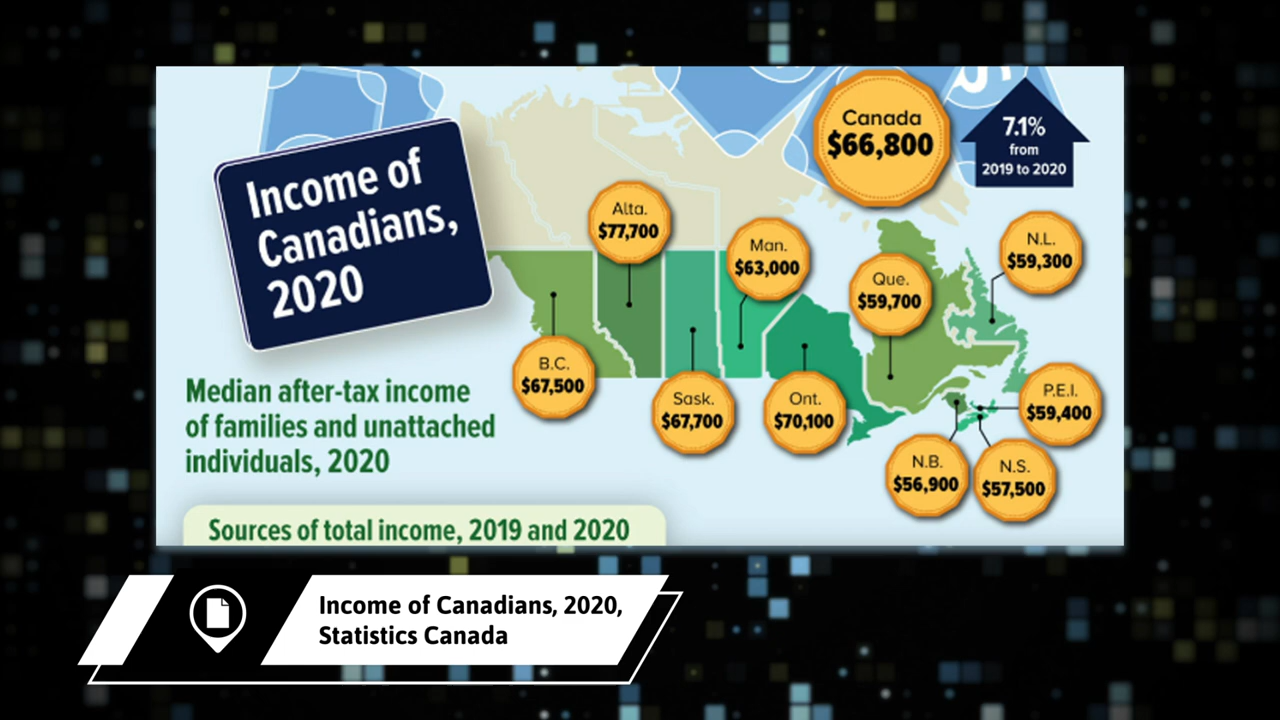 Income of
Canadians,
2020
Canada
$66,800
7.1%
from
2019 to 2020
Alta.
$77,700
Man.
$63,000
N.L.
$59,300
Que.
$59,700
B.C.
$67,500
Sask.
$67,700
Ont.
$70,100
P.E.I.
$59,400
N.B.
$56,900
N.S.
$57,500
Median after-tax income
of families and unattached
individuals, 2020
Sources of total income, 2019 and 2020
Income of Canadians, 2020,
Statistics Canada